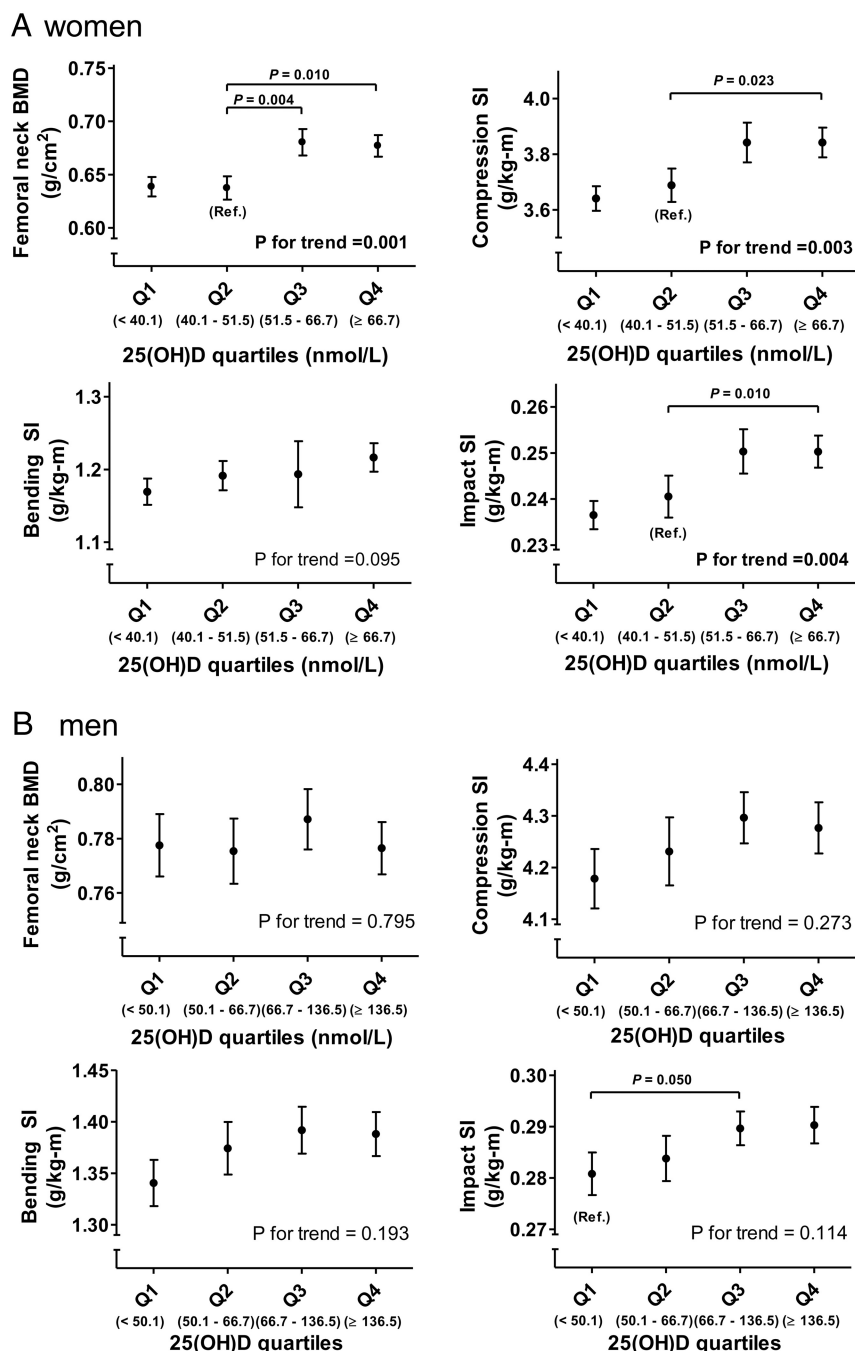 A women
Femoral neck BMD
(g/cm²)
0.75
0.70
0.65
0.60
P = 0.010
P = 0.004
(Ref.)
P for trend =0.001
Q1 Q2 Q3 Q4
(< 40.1) (40.1 - 51.5) (51.5 - 66.7) (≥ 66.7)
25(OH)D quartiles (nmol/L)
Compression SI
(g/kg-m)
4.0
3.8
3.6
P = 0.023
(Ref.)
P for trend =0.003
Q1 Q2 Q3 Q4
(< 40.1) (40.1 - 51.5) (51.5 - 66.7) (≥ 66.7)
25(OH)D quartiles (nmol/L)
Bending SI
(g/kg-m)
1.3
1.2
1.1
P for trend =0.095
Q1 Q2 Q3 Q4
(< 40.1) (40.1 - 51.5) (51.5 - 66.7) (≥ 66.7)
25(OH)D quartiles (nmol/L)
Impact SI
(g/kg-m)
0.26
0.25
0.24
0.23
P = 0.010
(Ref.)
P for trend =0.004
Q1 Q2 Q3 Q4
(< 40.1) (40.1 - 51.5) (51.5 - 66.7) (≥ 66.7)
25(OH)D quartiles (nmol/L)
B men
Femoral neck BMD
(g/cm²)
0.80
0.78
0.76
P for trend = 0.795
Q1 Q2 Q3 Q4
(< 50.1) (50.1 - 66.7)(66.7 - 136.5) (≥ 136.5)
25(OH)D quartiles (nmol/L)
Compression SI
(g/kg-m)
4.4
4.3
4.2
4.1
P for trend = 0.273
Q1 Q2 Q3 Q4
(< 50.1) (50.1 - 66.7)(66.7 - 136.5) (≥ 136.5)
25(OH)D quartiles
Bending SI
(g/kg-m)
1.45
1.40
1.35
1.30
P for trend = 0.193
Q1 Q2 Q3 Q4
(< 50.1) (50.1 - 66.7)(66.7 - 136.5) (≥ 136.5)
25(OH)D quartiles
Impact SI
(g/kg-m)
0.30
0.29
0.28
0.27
P = 0.050
(Ref.)
P for trend = 0.114
Q1 Q2 Q3 Q4
(< 50.1) (50.1 - 66.7)(66.7 - 136.5) (≥ 136.5)
25(OH)D quartiles